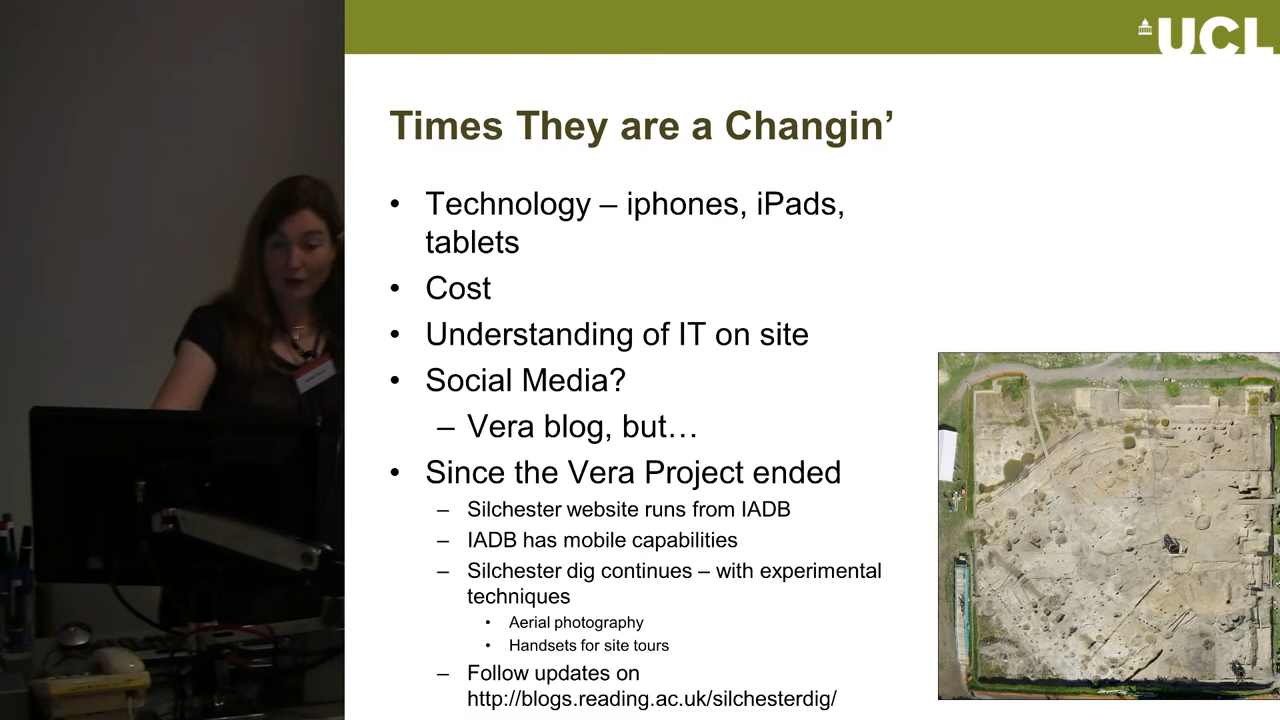 UCL
Times They are a Changin’
• Technology – iphones, iPads,
tablets
• Cost
• Understanding of IT on site
• Social Media?
– Vera blog, but…
• Since the Vera Project ended
– Silchester website runs from IADB
– IADB has mobile capabilities
– Silchester dig continues – with experimental
techniques
• Aerial photography
• Handsets for site tours
– Follow updates on
http://blogs.reading.ac.uk/silchesterdig/